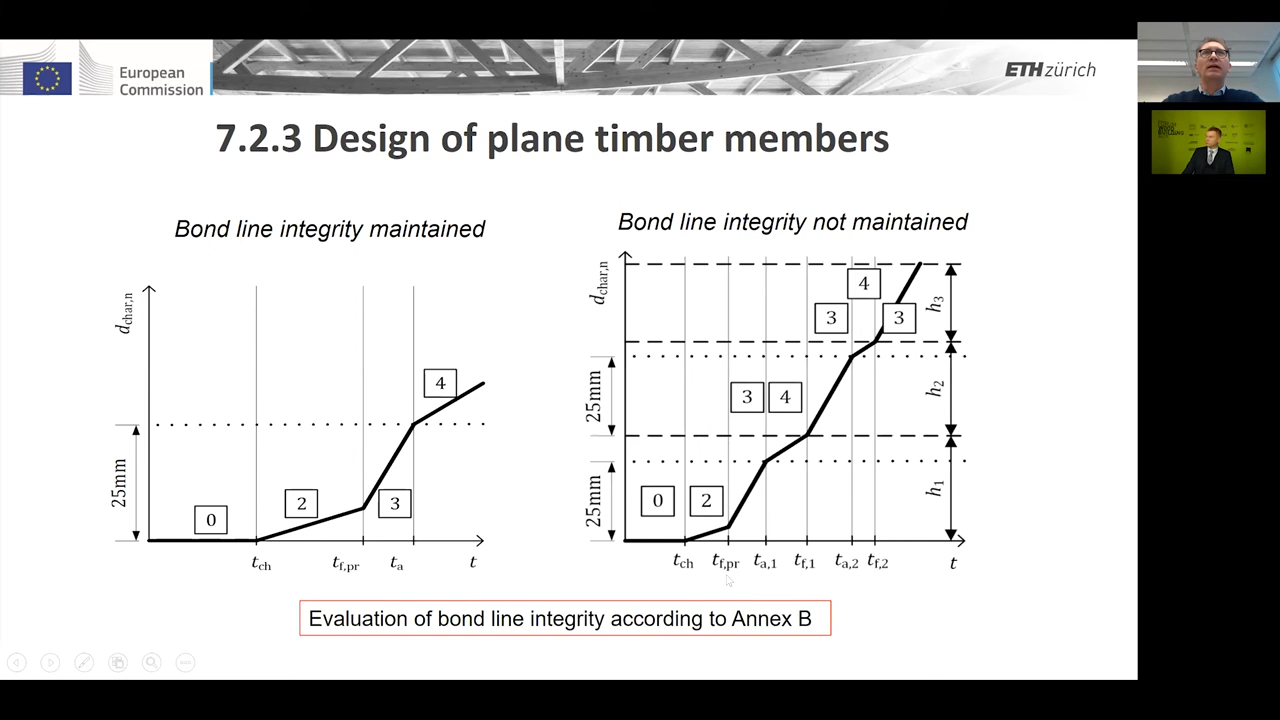 European
Commission
ETH zürich
7.2.3 Design of plane timber members
Bond line integrity maintained
d_char,n
25mm
0
2
3
4
t_ch
t_f,pr
t_a
t
Bond line integrity not maintained
d_char,n
25mm
25mm
0
2
3
4
3
4
3
h_3
h_2
h_1
t_ch
t_f,pr
t_a,1
t_f,1
t_a,2
t_f,2
t
Evaluation of bond line integrity according to Annex B